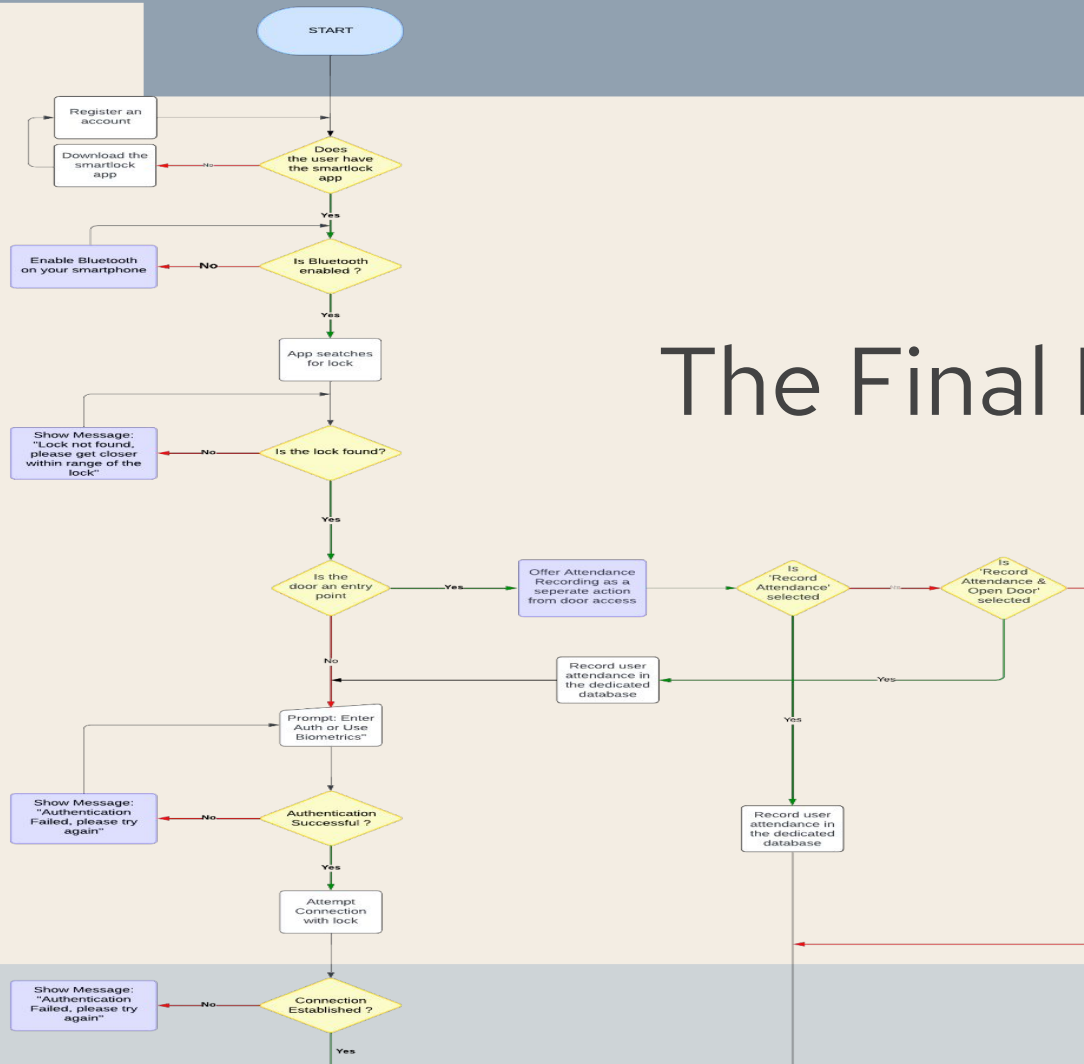 START
Register an
account
Download the
smartlock
app
No
Does
the user have
the smartlock
app
Yes
Enable Bluetooth
on your smartphone
No
Is Bluetooth
enabled ?
Yes
App seatches
for lock
The Final
Show Message:
"Lock not found,
please get closer
within range of the
lock"
No
Is the lock found?
Yes
Is the
door an entry
point
Yes
Offer Attendance
Recording as a
seperate action
from door access
Is
'Record
Attendance'
selected
No
Is
'Record
Attendance &
Open Door'
selected
No
Record user
attendance in
the dedicated
database
Yes
Prompt: Enter
Auth or Use
Biometrics"
Yes
Show Message:
"Authentication
Failed, please try
again"
No
Authentication
Successful ?
Record user
attendance in
the dedicated
database
Yes
Attempt
Connection
with lock
Show Message:
"Authentication
Failed, please try
again"
No
Connection
Established ?
Yes